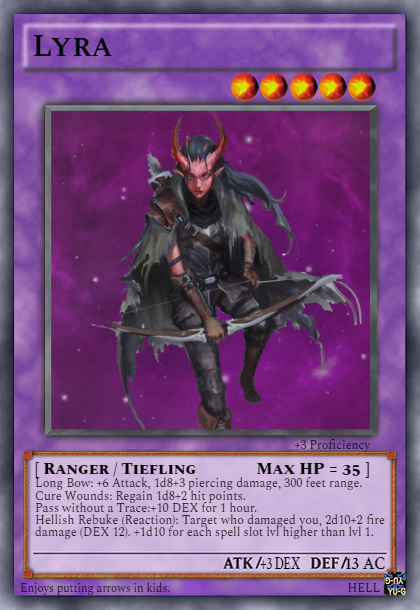 Lyra
+3 Proficiency
[ Ranger / Tiefling Max HP = 35 ]
Long Bow: +6 Attack, 1d8+3 piercing damage, 300 feet range.
Cure Wounds: Regain 1d8+2 hit points.
Pass without a Trace:+10 DEX for 1 hour.
Hellish Rebuke (Reaction): Target who damaged you, 2d10+2 fire
damage (DEX 12). +1d10 for each spell slot lvl higher than lvl 1.
ATK/+3 DEX DEF/13 AC
Enjoys putting arrows in kids. HELL
YU-G